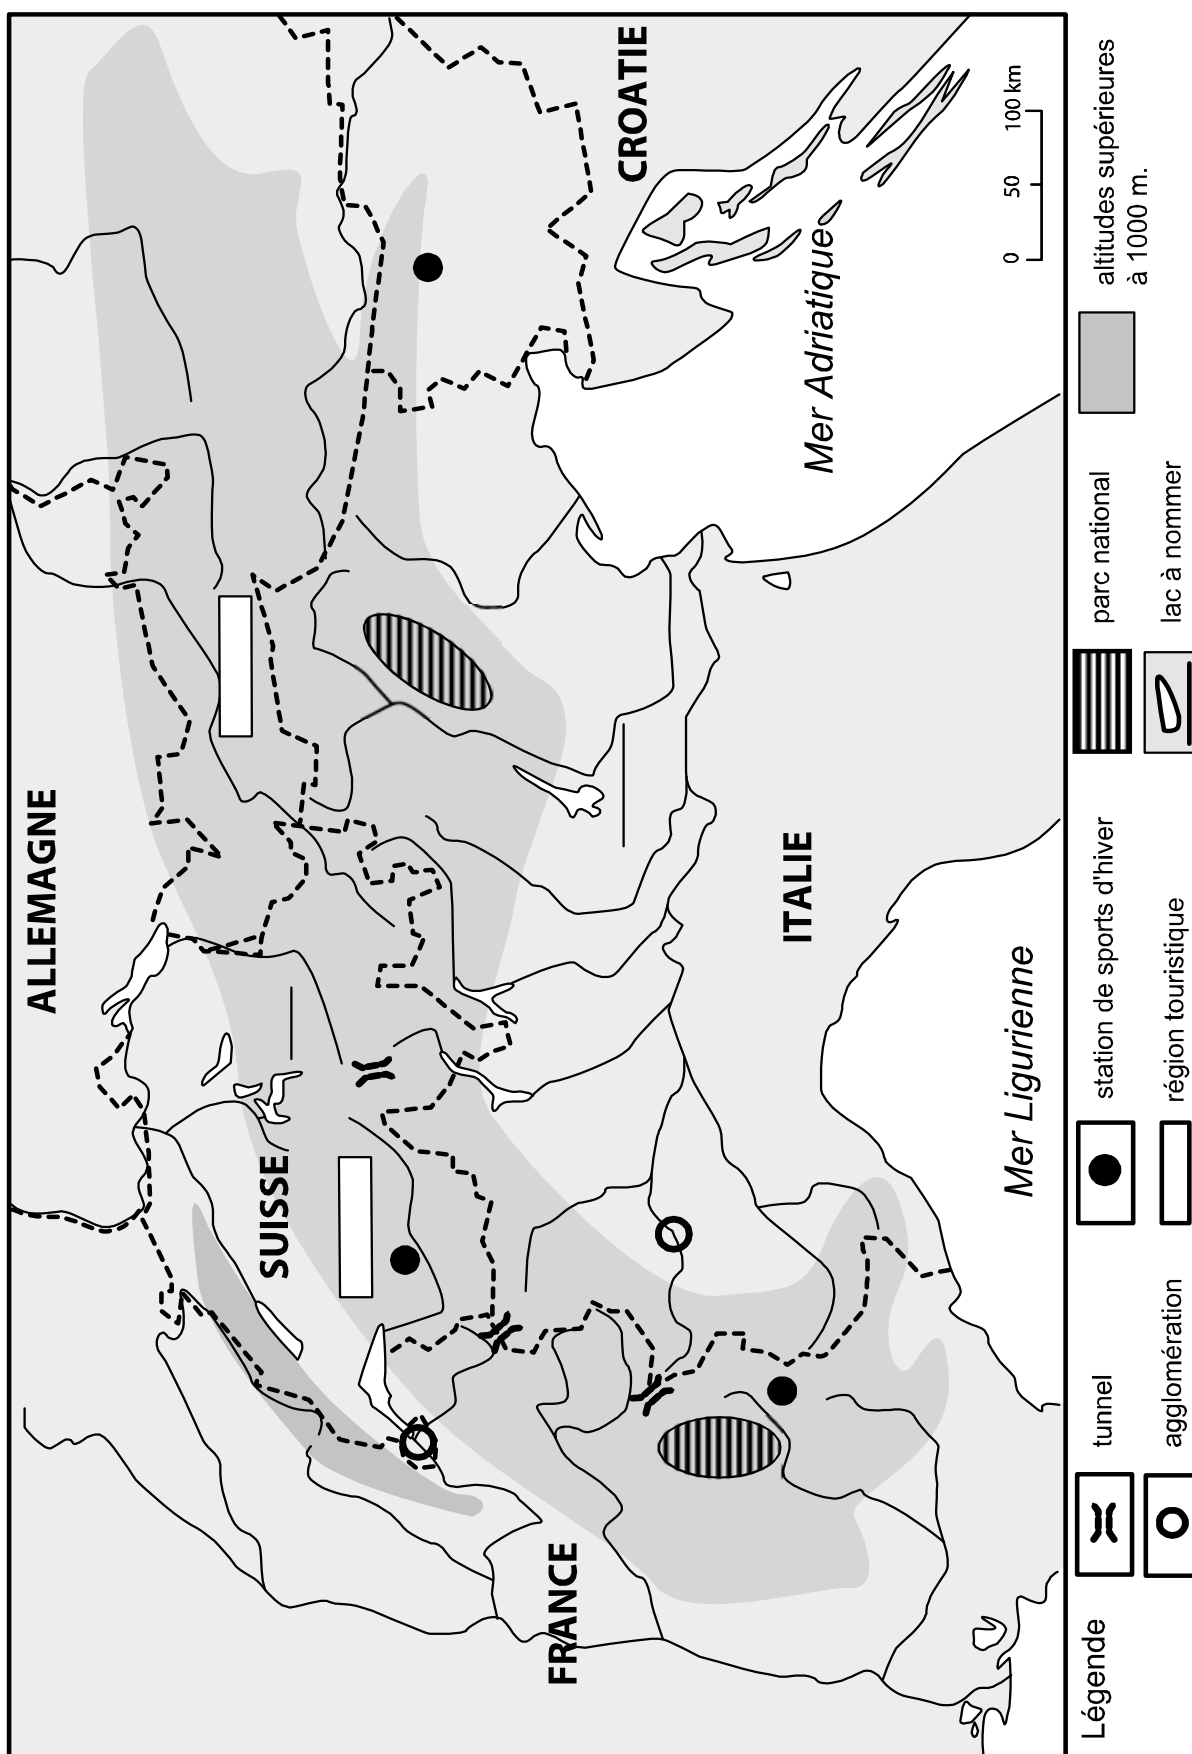 ALLEMAGNE
SUISSE
FRANCE
ITALIE
CROATIE
Mer Adriatique
Mer Ligurienne
0 50 100 km
Légende
tunnel
station de sports d'hiver
parc national
altitudes supérieures
à 1000 m.
agglomération
région touristique
lac à nommer